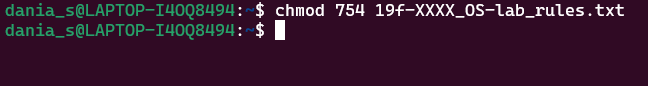 dania_s@LAPTOP-I4OQ8494:~$ chmod 754 19f-XXXX_OS-lab_rules.txt
dania_s@LAPTOP-I4OQ8494:~$